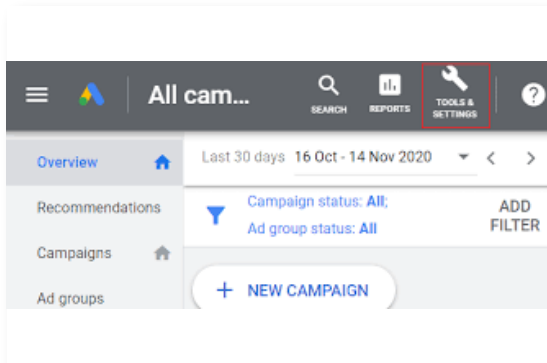 All cam...
SEARCH
REPORTS
TOOLS &
SETTINGS
?
Overview
Last 30 days 16 Oct - 14 Nov 2020
Recommendations
Campaign status: All;
Ad group status: All
ADD
FILTER
Campaigns
+ NEW CAMPAIGN
Ad groups